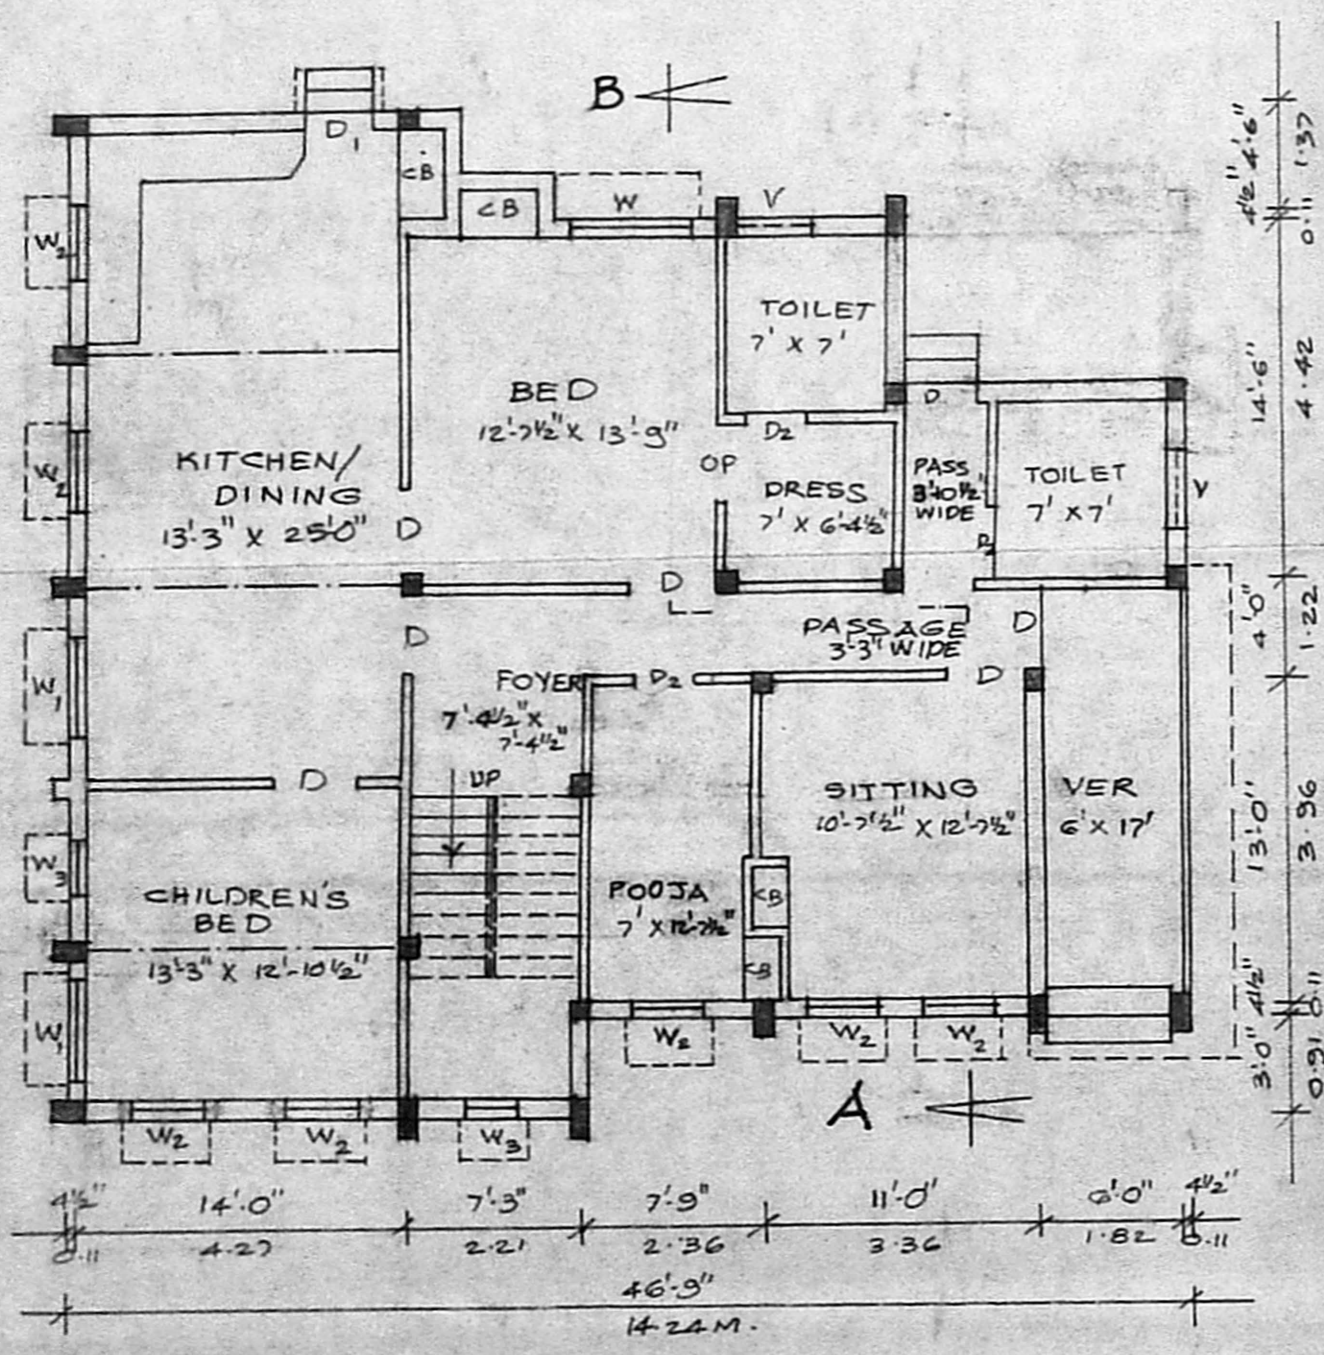 B
D1
CB
CB
W
V
W2
TOILET
7' X 7'
BED
12'-7½" X 13'-9"
D
D2
OP
KITCHEN/
DINING
13'-3" X 25'0"
D
W2
DRESS
7' X 6'-4½"
PASS
3'-10½"
WIDE
TOILET
7' X 7'
V
D2
D
D
PASSAGE
3'-3" WIDE
D
D
D2
D
FOYER
7'-4½" X
7'-4½"
W1
D
UP
SITTING
10'-7½" X 12'-7½"
VER
6' X 17'
W3
CHILDREN'S
BED
13'-3" X 12'-10½"
POOJA
7' X 12'-7½"
CB
CB
W1
W2
W2
W2
A
W2
W2
W3
4½" 14'-0" 7'-3" 7'-9" 11'-0" 6'-0" 4½"
0.11 4.27 2.21 2.36 3.36 1.82 0.11
46'-9"
14.24 M.
4'-6" 1.37
4½" 0.11
14'-6" 4.42
4'-0" 1.22
13'-0" 3.96
4½" 0.11
3'-0" 0.91